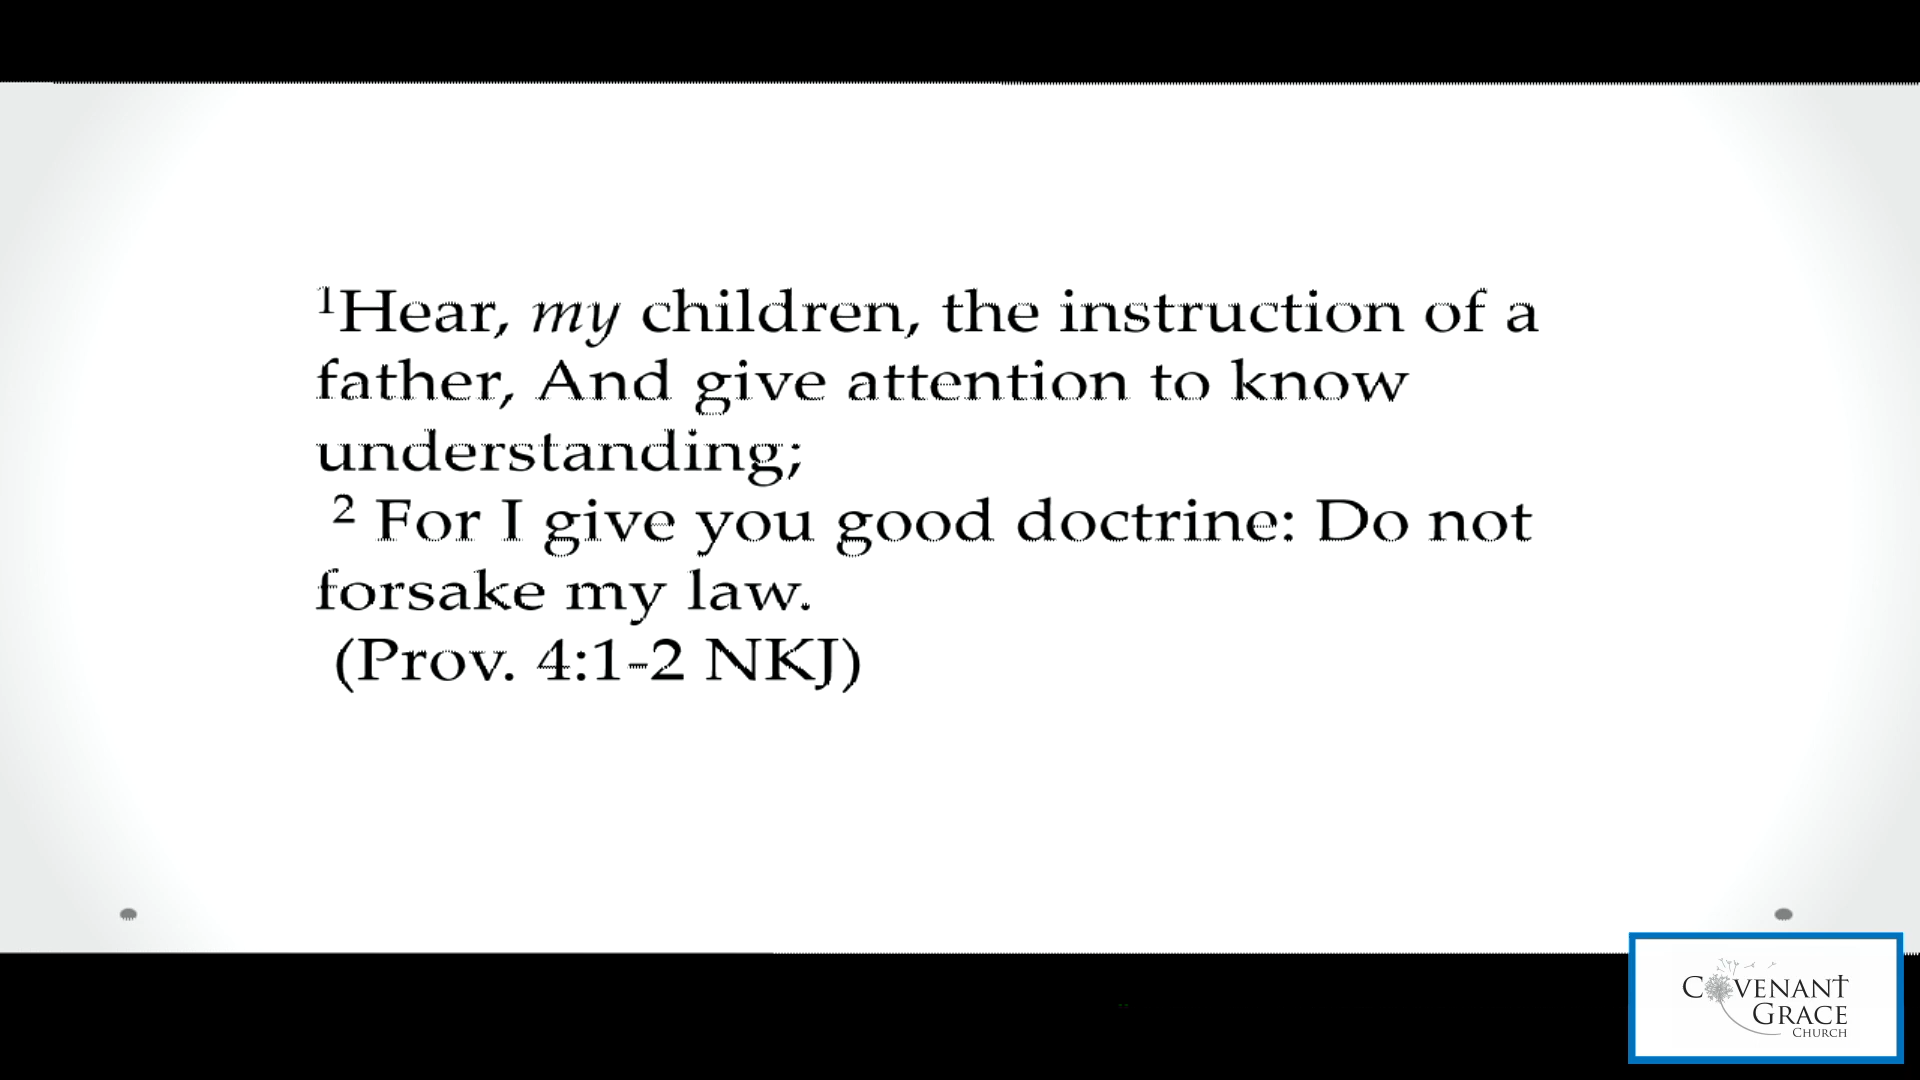 ¹Hear, my children, the instruction of a
father, And give attention to know
understanding;
² For I give you good doctrine: Do not
forsake my law.
(Prov. 4:1-2 NKJ)
COVENANT
GRACE
CHURCH